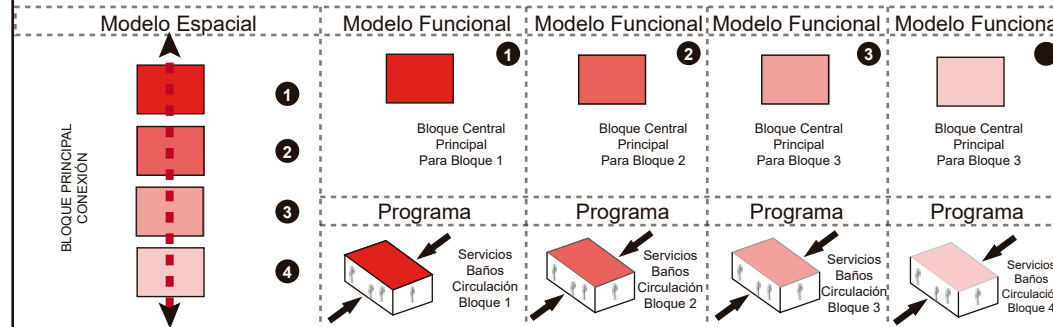 Modelo Espacial
BLOQUE PRINCIPAL
CONEXIÓN
1
2
3
4
Modelo Funcional
1
Bloque Central
Principal
Para Bloque 1
Programa
Servicios
Baños
Circulación
Bloque 1
Modelo Funcional
2
Bloque Central
Principal
Para Bloque 2
Programa
Servicios
Baños
Circulación
Bloque 2
Modelo Funcional
3
Bloque Central
Principal
Para Bloque 3
Programa
Servicios
Baños
Circulación
Bloque 3
Modelo Funcional
Bloque Central
Principal
Para Bloque 3
Programa
Servicios
Baños
Circulación
Bloque 4